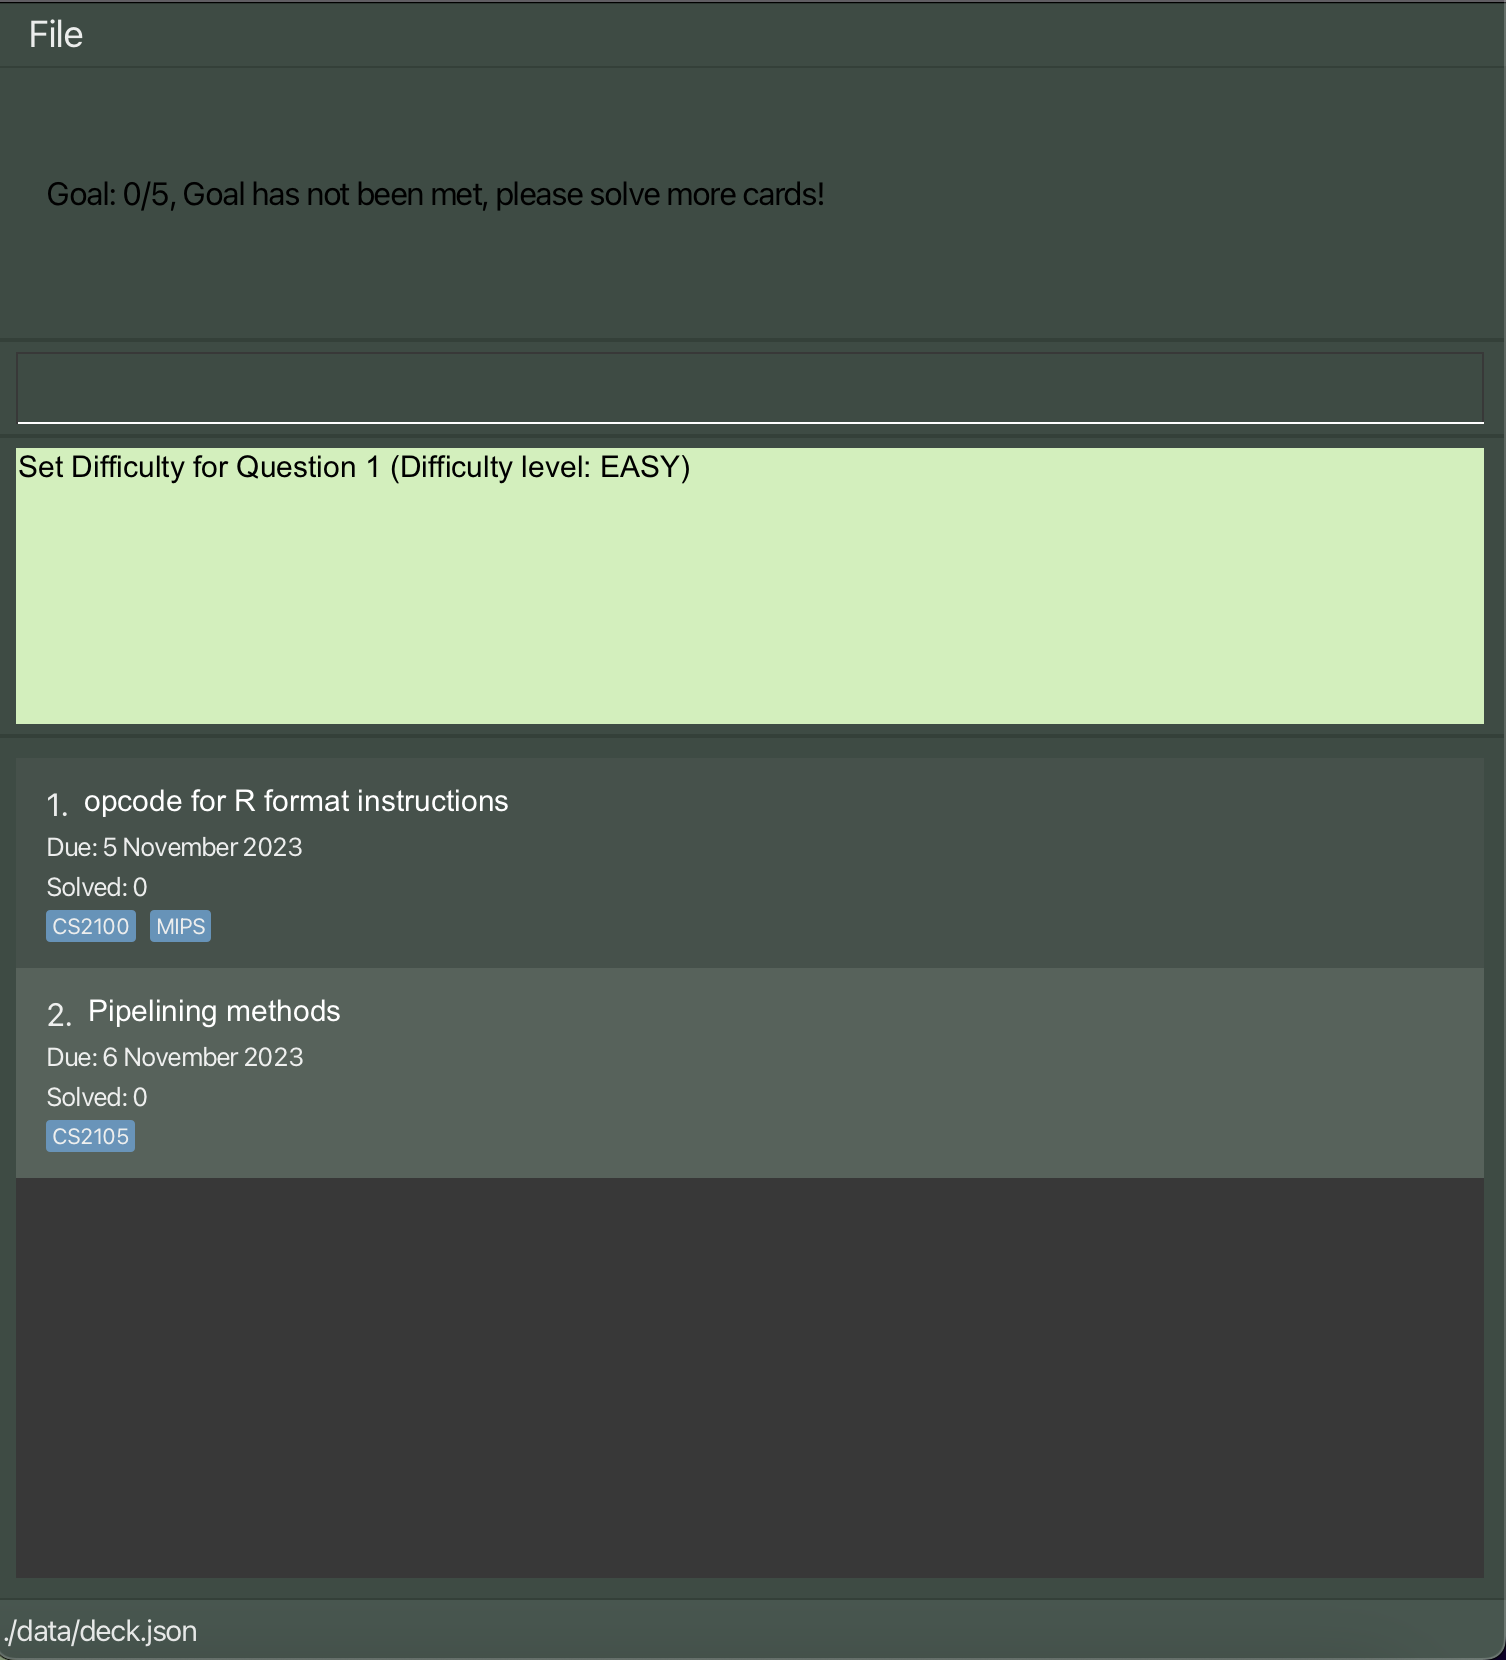 File
Goal: 0/5, Goal has not been met, please solve more cards!
Set Difficulty for Question 1 (Difficulty level: EASY)
1. opcode for R format instructions
Due: 5 November 2023
Solved: 0
CS2100 MIPS
2. Pipelining methods
Due: 6 November 2023
Solved: 0
CS2105
./data/deck.json